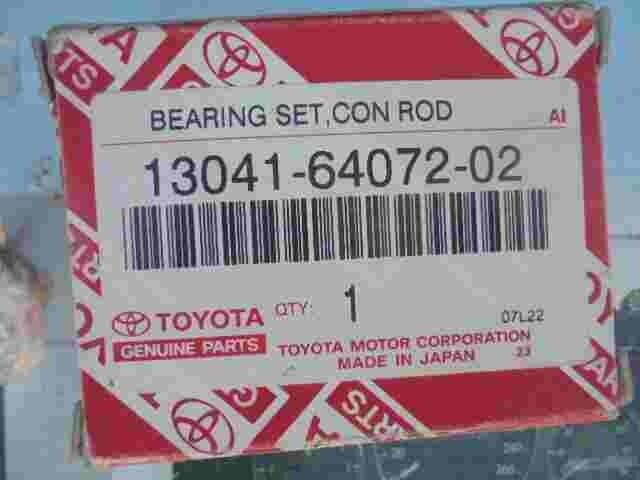 BEARING SET,CON ROD
AI
13041-64072-02
TOYOTA
GENUINE PARTS
QTY: 1
07L22
TOYOTA MOTOR CORPORATION
MADE IN JAPAN 23